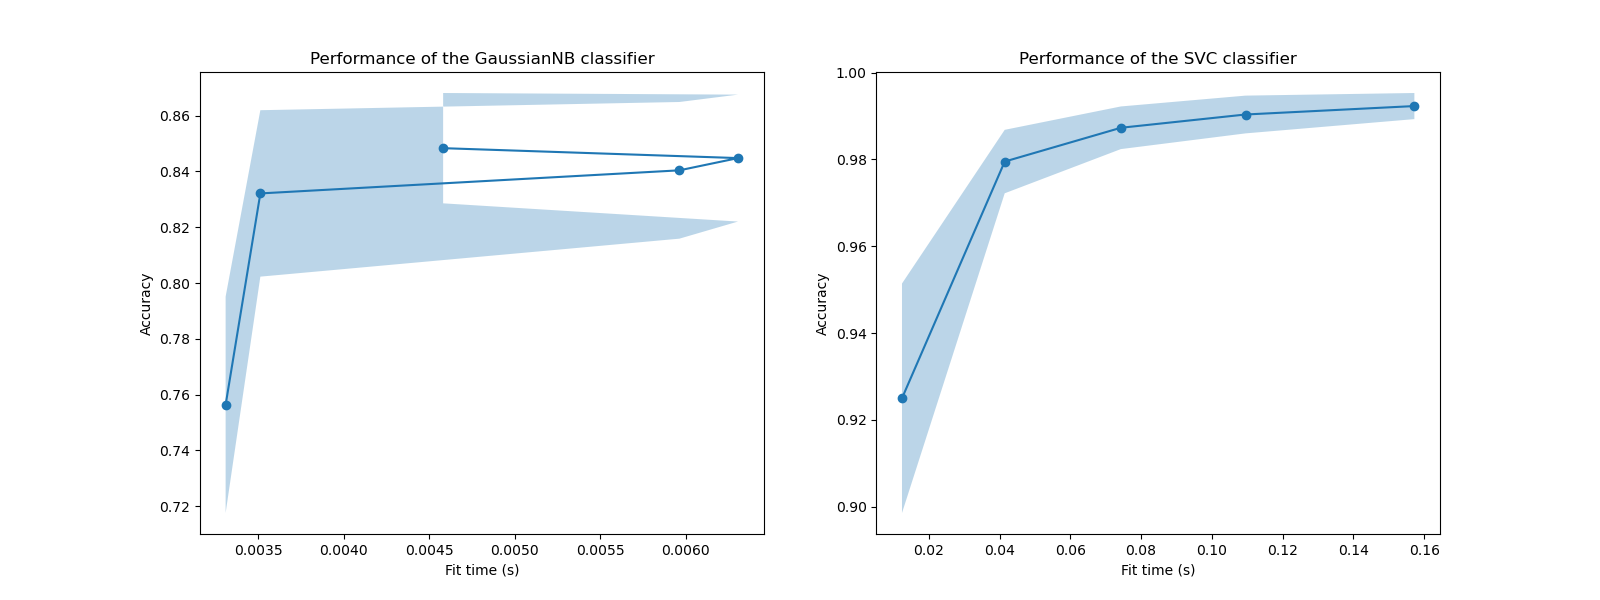 Performance of the GaussianNB classifier
Accuracy
0.86
0.84
0.82
0.80
0.78
0.76
0.74
0.72
0.0035 0.0040 0.0045 0.0050 0.0055 0.0060
Fit time (s)
Performance of the SVC classifier
Accuracy
1.00
0.98
0.96
0.94
0.92
0.90
0.02 0.04 0.06 0.08 0.10 0.12 0.14 0.16
Fit time (s)